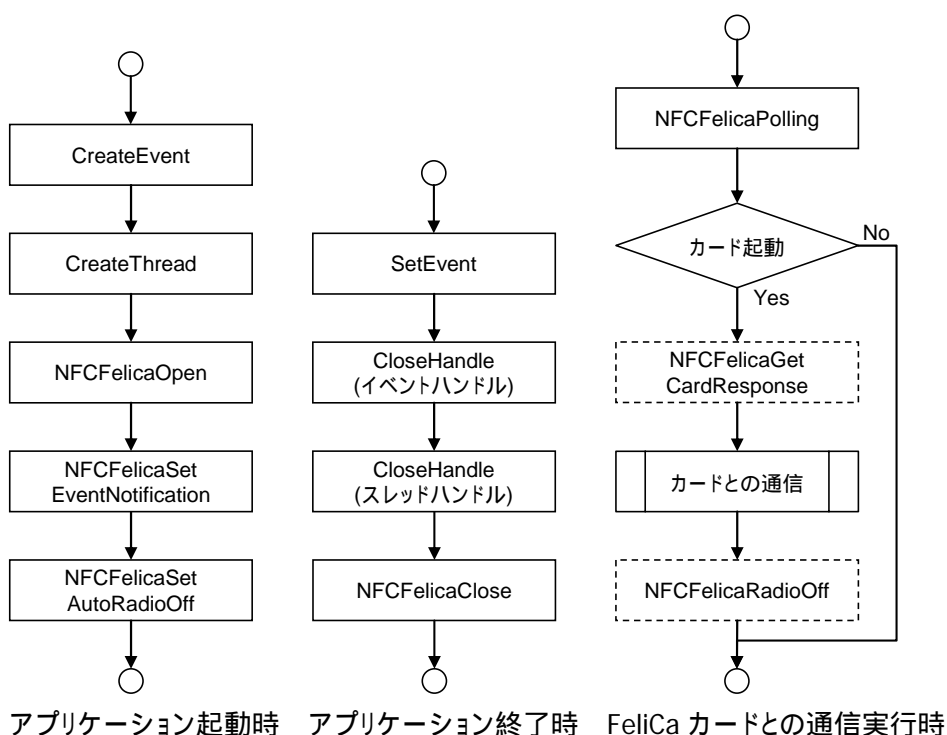 CreateEvent
CreateThread
NFCFelicaOpen
NFCFelicaSet
EventNotification
NFCFelicaSet
AutoRadioOff
アプリケーション起動時
SetEvent
CloseHandle
(イベントハンドル)
CloseHandle
(スレッドハンドル)
NFCFelicaClose
アプリケーション終了時
NFCFelicaPolling
カード起動
No
Yes
NFCFelicaGet
CardResponse
カードとの通信
NFCFelicaRadioOff
FeliCa カードとの通信実行時